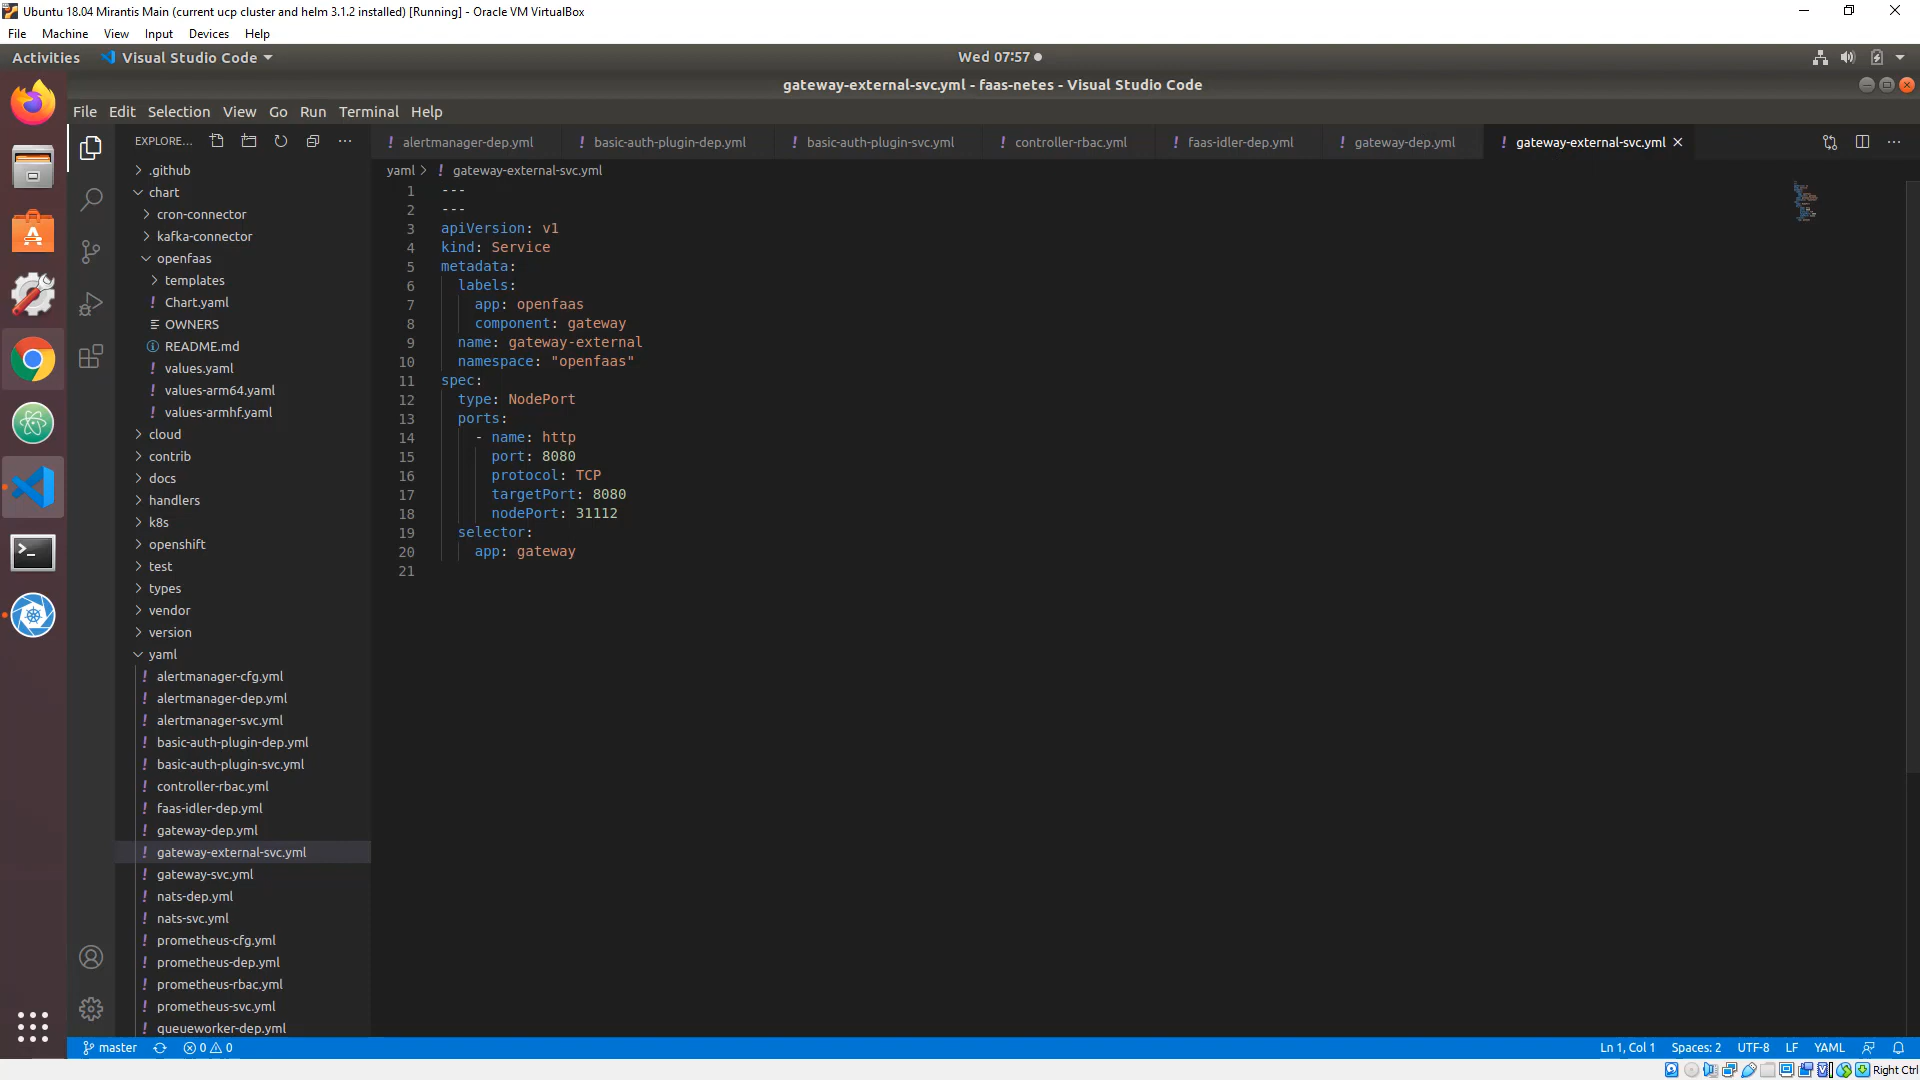 Ubuntu 18.04 Mirantis Main (current ucp cluster and helm 3.1.2 installed) [Running] - Oracle VM VirtualBox
File Machine View Input Devices Help
Activities Visual Studio Code Wed 07:57
gateway-external-svc.yml - faas-netes - Visual Studio Code
File Edit Selection View Go Run Terminal Help
EXPLORE... ! alertmanager-dep.yml ! basic-auth-plugin-dep.yml ! basic-auth-plugin-svc.yml ! controller-rbac.yml ! faas-idler-dep.yml ! gateway-dep.yml ! gateway-external-svc.yml
yaml > ! gateway-external-svc.yml
.github
chart
cron-connector
kafka-connector
openfaas
templates
! Chart.yaml
OWNERS
README.md
! values.yaml
! values-arm64.yaml
! values-armhf.yaml
cloud
contrib
docs
handlers
k8s
openshift
test
types
vendor
version
yaml
! alertmanager-cfg.yml
! alertmanager-dep.yml
! alertmanager-svc.yml
! basic-auth-plugin-dep.yml
! basic-auth-plugin-svc.yml
! controller-rbac.yml
! faas-idler-dep.yml
! gateway-dep.yml
! gateway-external-svc.yml
! gateway-svc.yml
! nats-dep.yml
! nats-svc.yml
! prometheus-cfg.yml
! prometheus-dep.yml
! prometheus-rbac.yml
! prometheus-svc.yml
! queueworker-dep.yml
1 ---
2 ---
3 apiVersion: v1
4 kind: Service
5 metadata:
6   labels:
7     app: openfaas
8     component: gateway
9   name: gateway-external
10   namespace: "openfaas"
11 spec:
12   type: NodePort
13   ports:
14     - name: http
15       port: 8080
16       protocol: TCP
17       targetPort: 8080
18       nodePort: 31112
19   selector:
20     app: gateway
21
master 0 0 Ln 1, Col 1 Spaces: 2 UTF-8 LF YAML
Right Ctrl